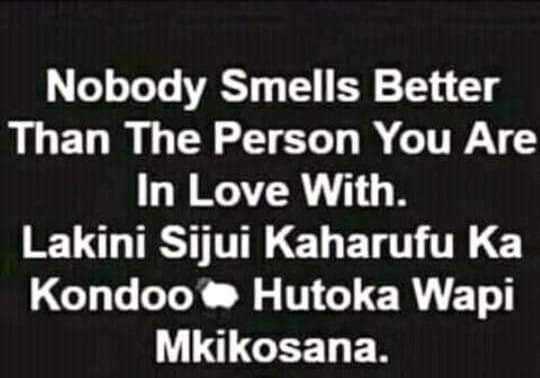 Nobody Smells Better
Than The Person You Are
In Love With.
Lakini Sijui Kaharufu Ka
Kondoo🐑 Hutoka Wapi
Mkikosana.